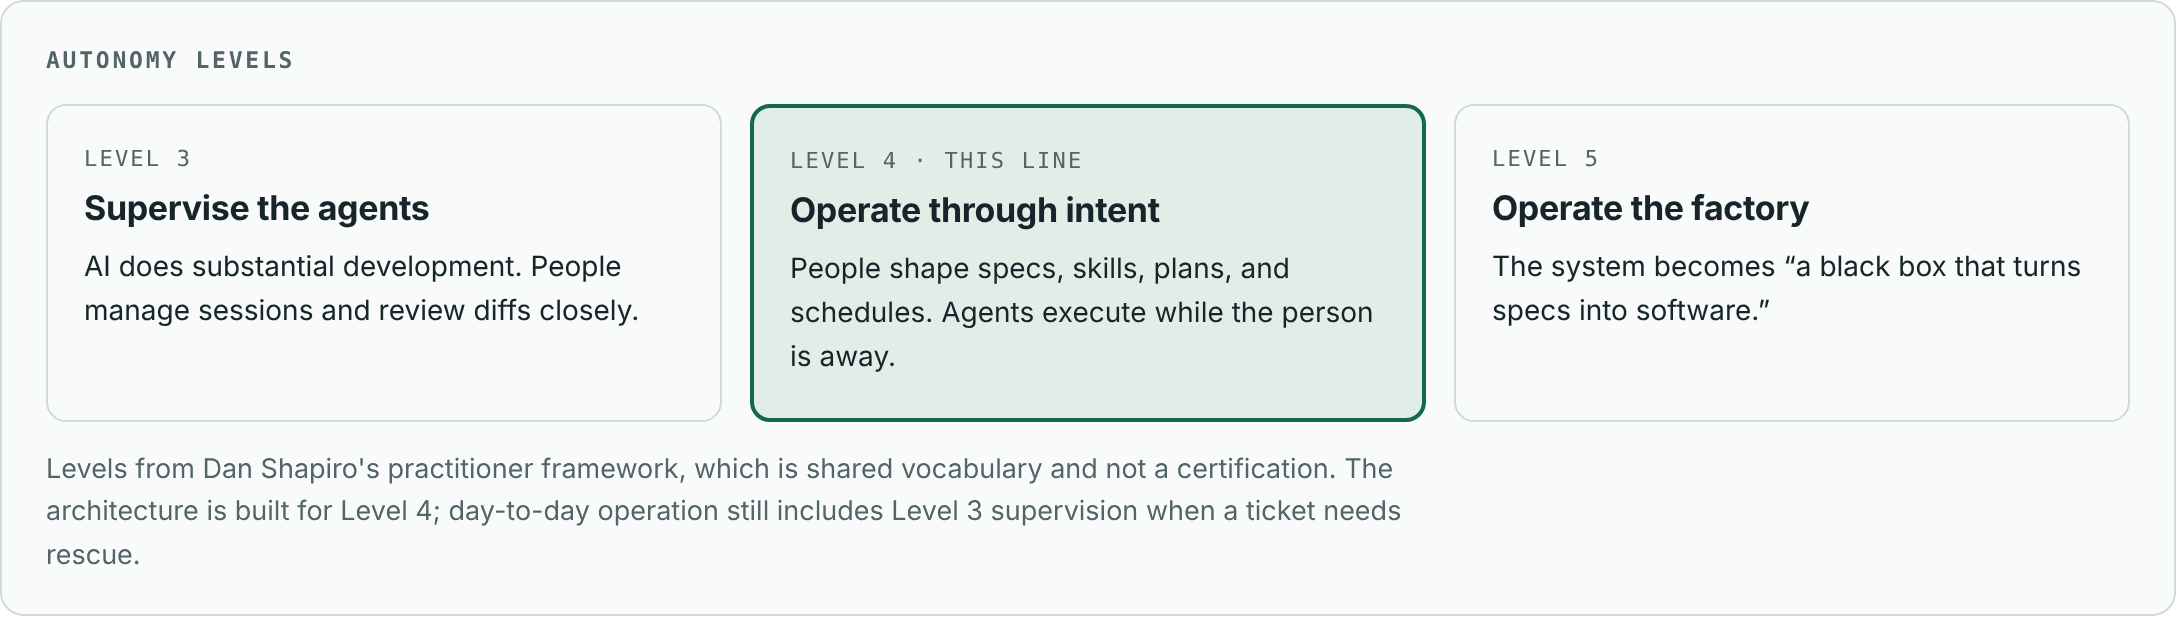 AUTONOMY LEVELS
LEVEL 3
Supervise the agents
AI does substantial development. People
manage sessions and review diffs closely.
LEVEL 4 · THIS LINE
Operate through intent
People shape specs, skills, plans, and
schedules. Agents execute while the person
is away.
LEVEL 5
Operate the factory
The system becomes “a black box that turns
specs into software.”
Levels from Dan Shapiro's practitioner framework, which is shared vocabulary and not a certification. The
architecture is built for Level 4; day-to-day operation still includes Level 3 supervision when a ticket needs
rescue.